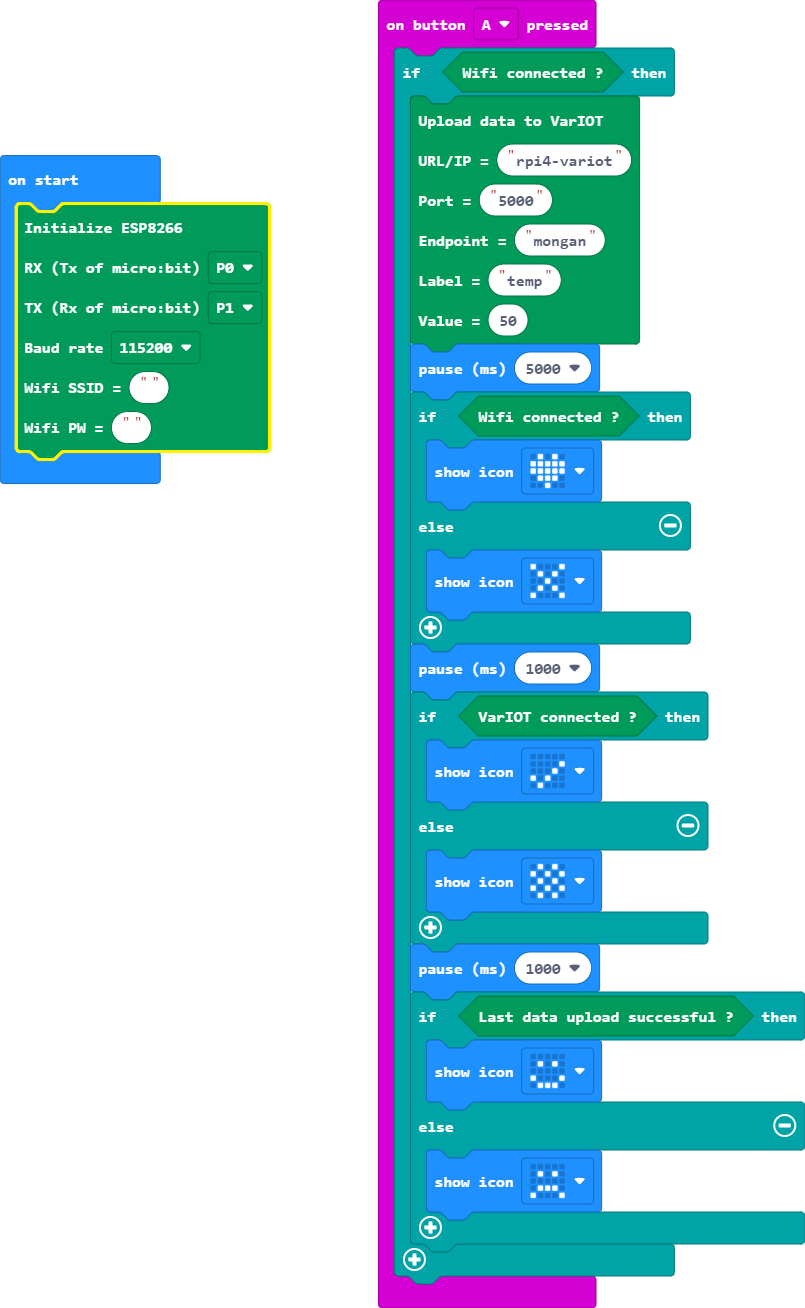 on start
Initialize ESP8266
RX (Tx of micro:bit) P0
TX (Rx of micro:bit) P1
Baud rate 115200
Wifi SSID = " "
Wifi PW = " "
on button A pressed
if Wifi connected ? then
Upload data to VarIOT
URL/IP = "rpi4-variot"
Port = "5000"
Endpoint = "mongan"
Label = "temp"
Value = 50
pause (ms) 5000
if Wifi connected ? then
show icon
else
show icon
pause (ms) 1000
if VarIOT connected ? then
show icon
else
show icon
pause (ms) 1000
if Last data upload successful ? then
show icon
else
show icon